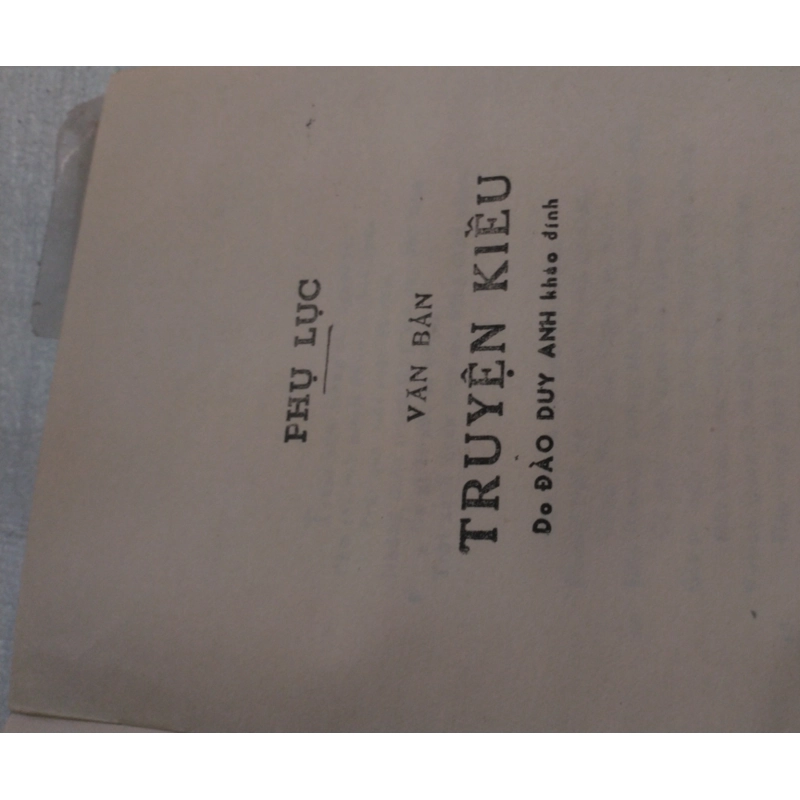 PHỤ LỤC
VĂN BẢN
TRUYỆN KIỀU
Do ĐÀO DUY ANH khảo đính